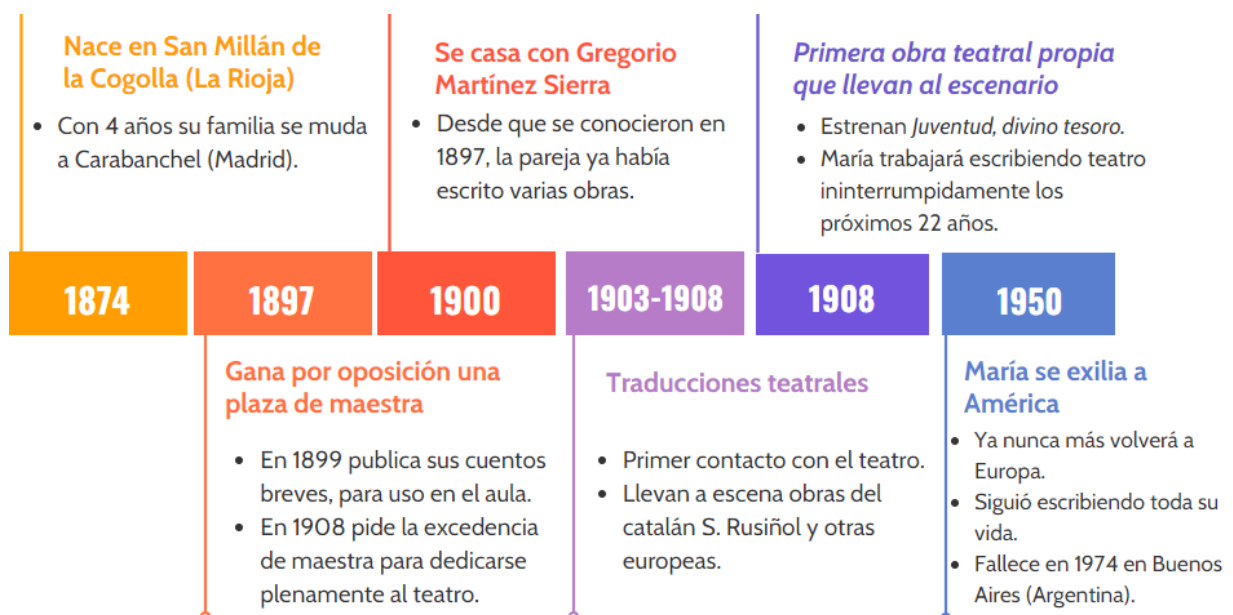 Nace en San Millán de
la Cogolla (La Rioja)
• Con 4 años su familia se muda
a Carabanchel (Madrid).
Se casa con Gregorio
Martínez Sierra
• Desde que se conocieron en
1897, la pareja ya había
escrito varias obras.
Primera obra teatral propia
que llevan al escenario
• Estrenan Juventud, divino tesoro.
• María trabajará escribiendo teatro
ininterrumpidamente los
próximos 22 años.
1874
1897
1900
1903-1908
1908
1950
Gana por oposición una
plaza de maestra
• En 1899 publica sus cuentos
breves, para uso en el aula.
• En 1908 pide la excedencia
de maestra para dedicarse
plenamente al teatro.
Traducciones teatrales
• Primer contacto con el teatro.
• Llevan a escena obras del
catalán S. Rusiñol y otras
europeas.
María se exilia a
América
• Ya nunca más volverá a
Europa.
• Siguió escribiendo toda su
vida.
• Fallece en 1974 en Buenos
Aires (Argentina).